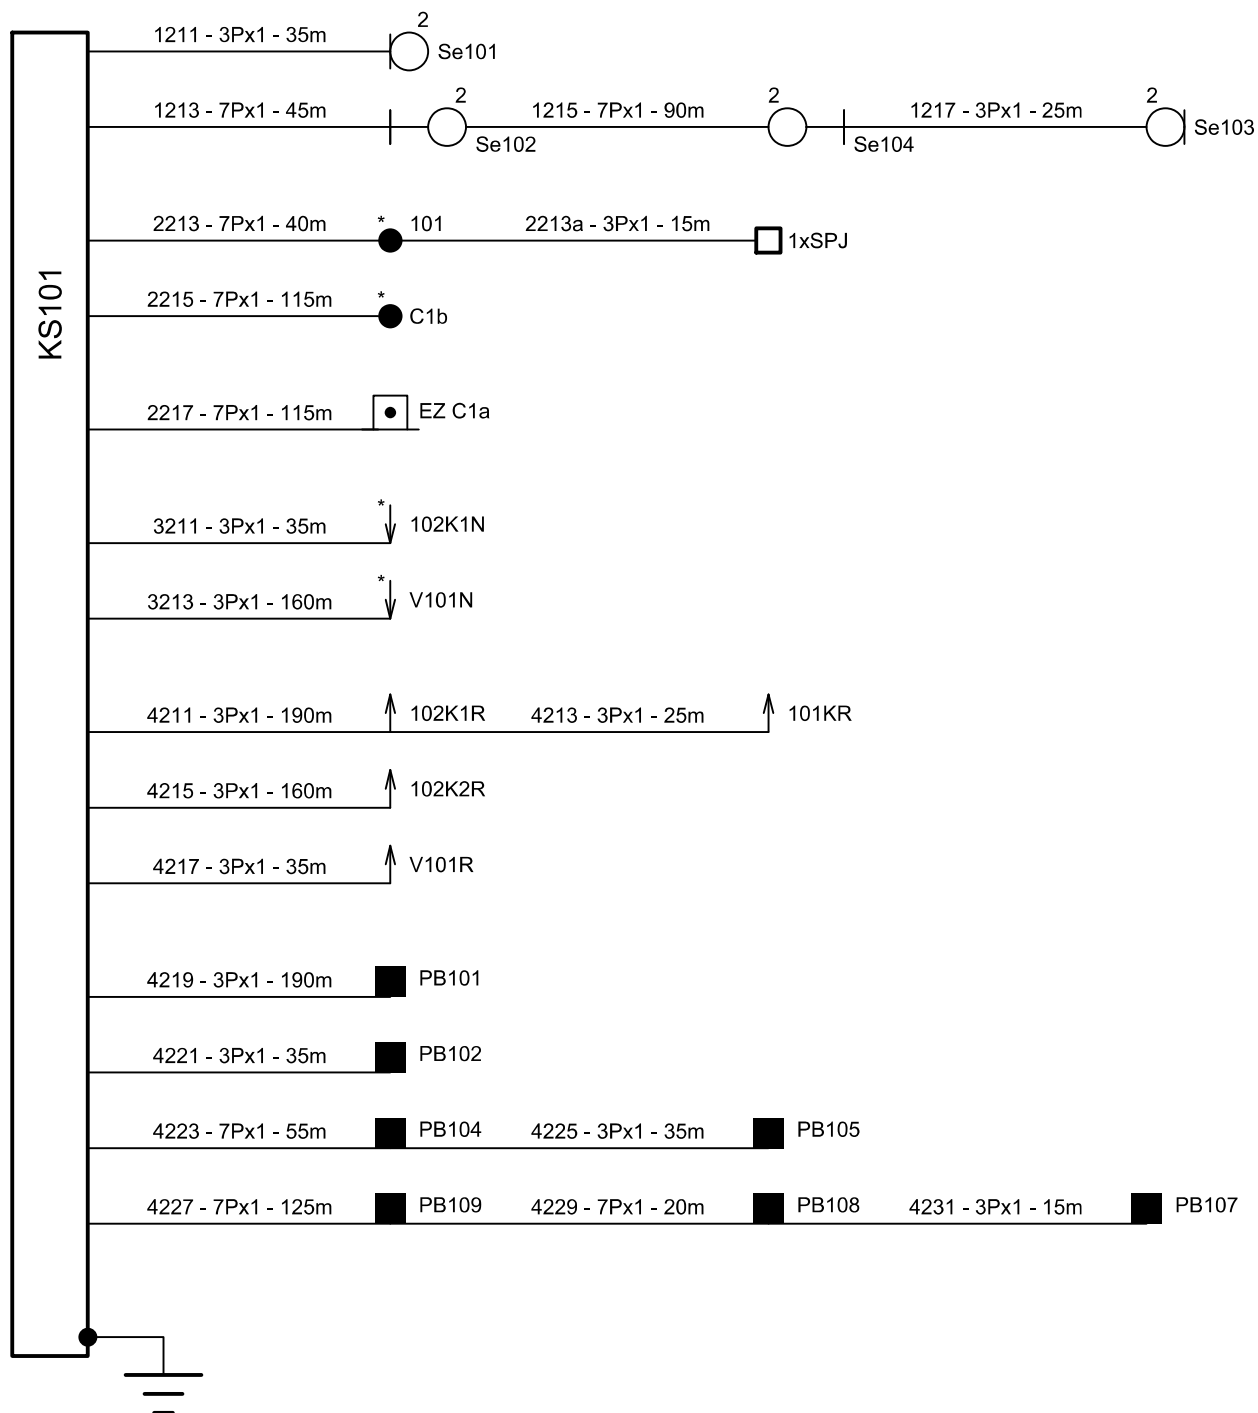 KS101
2
1211 - 3Px1 - 35m
Se101
2
2
2
1213 - 7Px1 - 45m
1215 - 7Px1 - 90m
1217 - 3Px1 - 25m
Se102
Se104
Se103
2213 - 7Px1 - 40m
* 101
2213a - 3Px1 - 15m
1xSPJ
2215 - 7Px1 - 115m
* C1b
2217 - 7Px1 - 115m
EZ C1a
3211 - 3Px1 - 35m
* 102K1N
3213 - 3Px1 - 160m
* V101N
4211 - 3Px1 - 190m
102K1R
4213 - 3Px1 - 25m
101KR
4215 - 3Px1 - 160m
102K2R
4217 - 3Px1 - 35m
V101R
4219 - 3Px1 - 190m
PB101
4221 - 3Px1 - 35m
PB102
4223 - 7Px1 - 55m
PB104
4225 - 3Px1 - 35m
PB105
4227 - 7Px1 - 125m
PB109
4229 - 7Px1 - 20m
PB108
4231 - 3Px1 - 15m
PB107